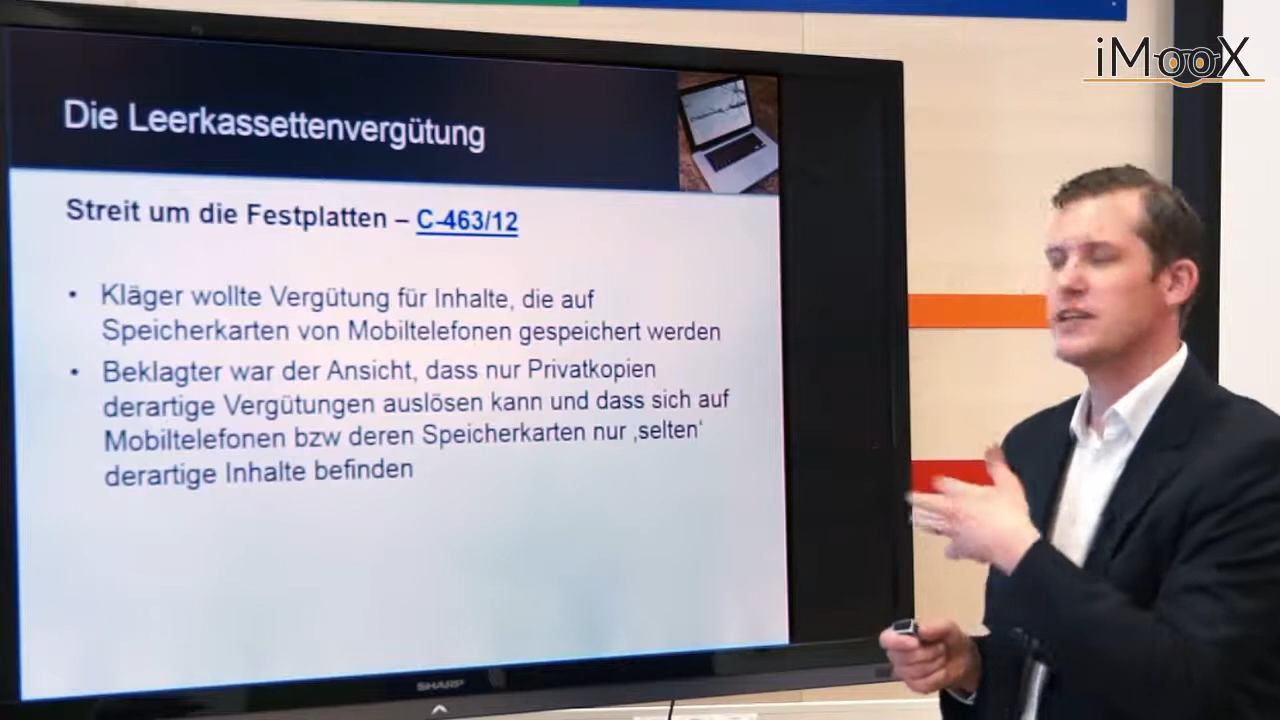 iMooX
Die Leerkassettenvergütung
Streit um die Festplatten – C-463/12
• Kläger wollte Vergütung für Inhalte, die auf
Speicherkarten von Mobiltelefonen gespeichert werden
• Beklagter war der Ansicht, dass nur Privatkopien
derartige Vergütungen auslösen kann und dass sich auf
Mobiltelefonen bzw deren Speicherkarten nur ‚selten‘
derartige Inhalte befinden
SHARP